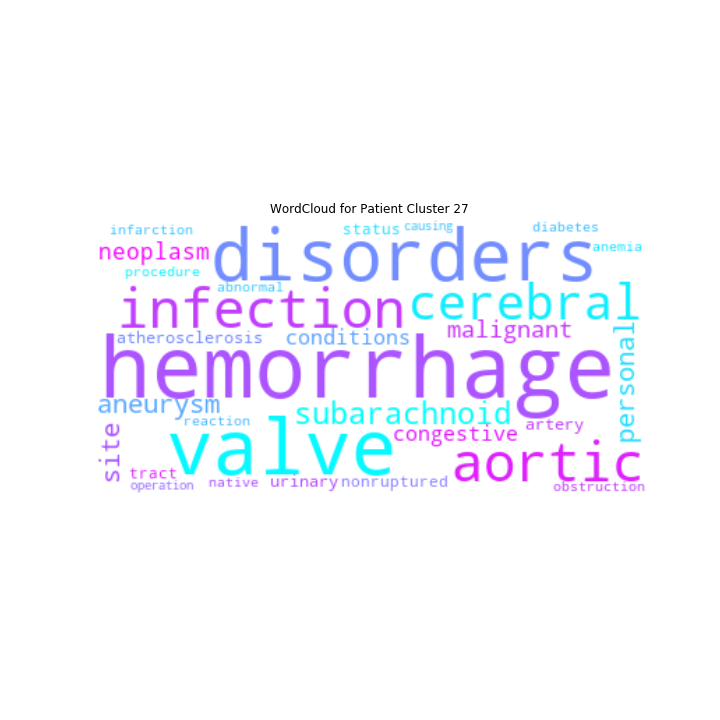 WordCloud for Patient Cluster 27
infarction
status
causing
diabetes
neoplasm
disorders
anemia
procedure
abnormal
infection
cerebral
atherosclerosis
conditions
malignant
personal
hemorrhage
aneurysm
subarachnoid
reaction
valve
congestive
artery
site
aortic
tract
operation
native
urinary
nonruptured
obstruction